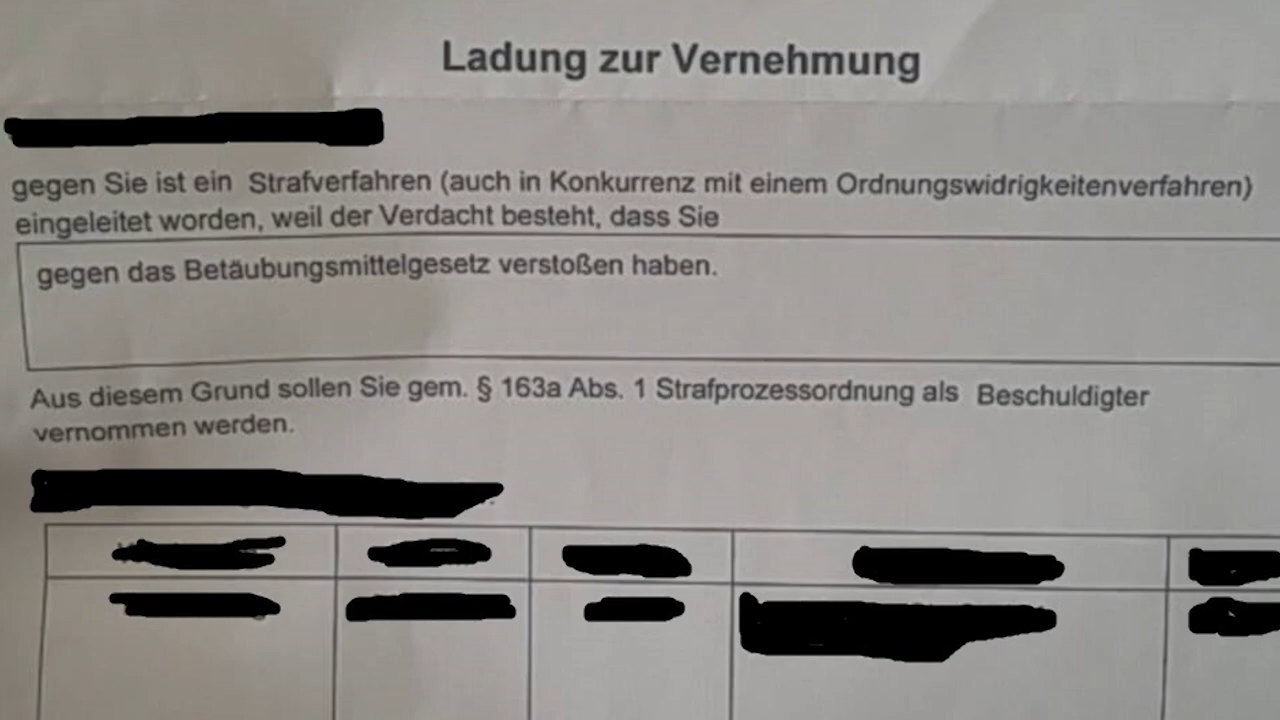 Ladung zur Vernehmung
gegen Sie ist ein Strafverfahren (auch in Konkurrenz mit einem Ordnungswidrigkeitenverfahren)
eingeleitet worden, weil der Verdacht besteht, dass Sie
gegen das Betäubungsmittelgesetz verstoßen haben.
Aus diesem Grund sollen Sie gem. § 163a Abs. 1 Strafprozessordnung als Beschuldigter
vernommen werden.